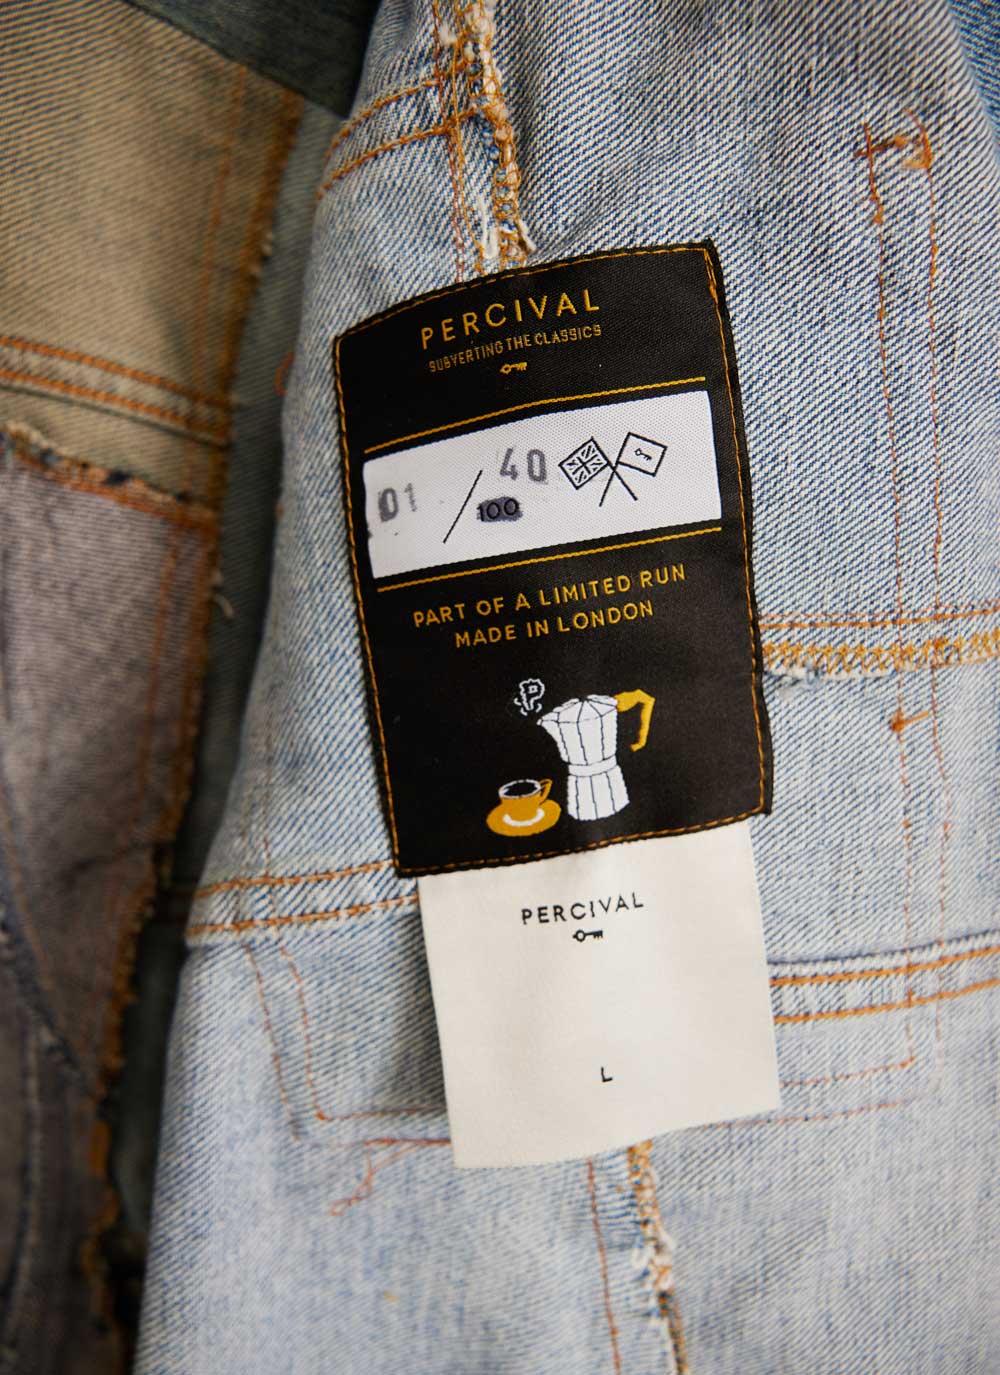 PERCIVAL
SUBVERTING THE CLASSICS
01 / 40
100
PART OF A LIMITED RUN
MADE IN LONDON
P
PERCIVAL
L